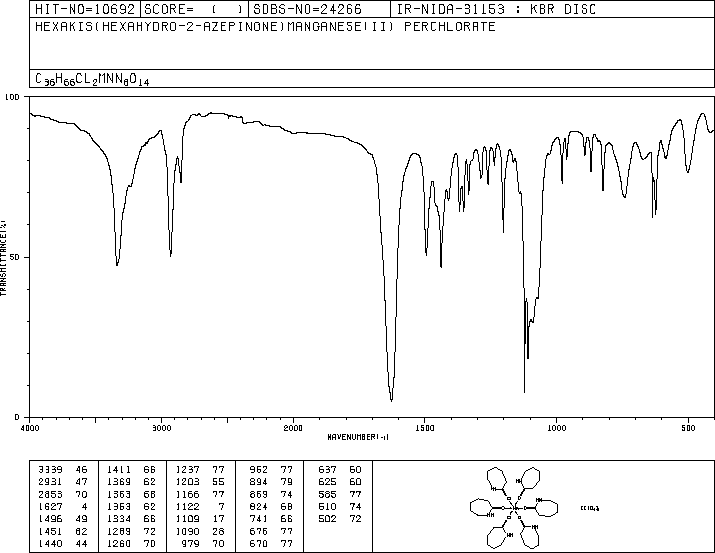 HIT-NO=10692 SCORE= ( ) SDBS-NO=24266 IR-NIDA-31153 : KBR DISC
HEXAKIS(HEXAHYDRO-2-AZEPINONE)MANGANESE(II) PERCHLORATE
C36H66CL2MNN6O14
100
50
0
TRANSMITTANCE(%)
4000 3000 2000 1500 1000 500
WAVENUMBER(-1)
3339 46 1411 66 1237 77 962 77 637 60
2931 47 1369 62 1203 55 894 79 625 60
2853 70 1363 66 1166 77 869 74 585 77
1627 4 1353 62 1122 7 824 68 510 74
1496 49 1334 66 1109 17 741 66 502 72
1451 62 1289 72 1090 28 676 77
1440 44 1260 70 979 70 670 77